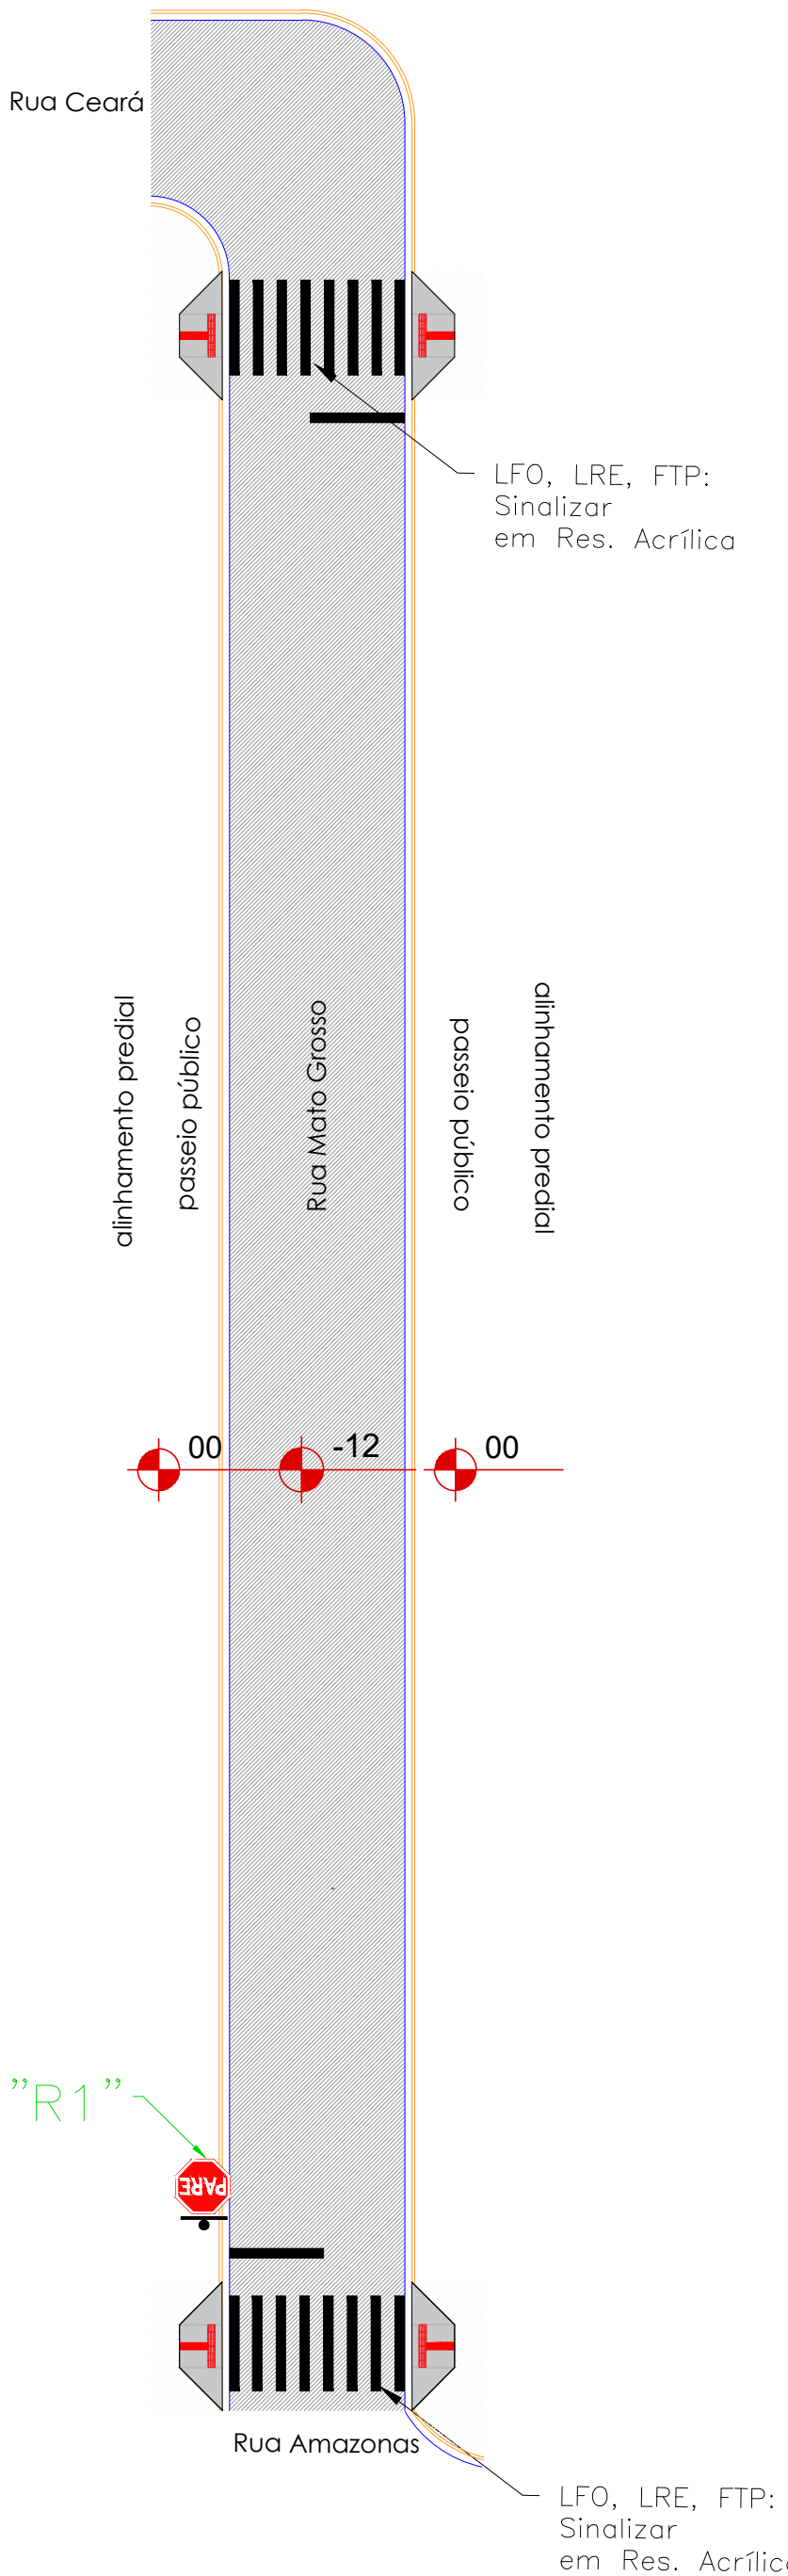 Rua Ceará
LFO, LRE, FTP:
Sinalizar
em Res. Acrílica
alinhamento predial
passeio público
Rua Mato Grosso
passeio público
alinhamento predial
00
-12
00
"R1"
PARE
Rua Amazonas
LFO, LRE, FTP:
Sinalizar
em Res. Acrílica